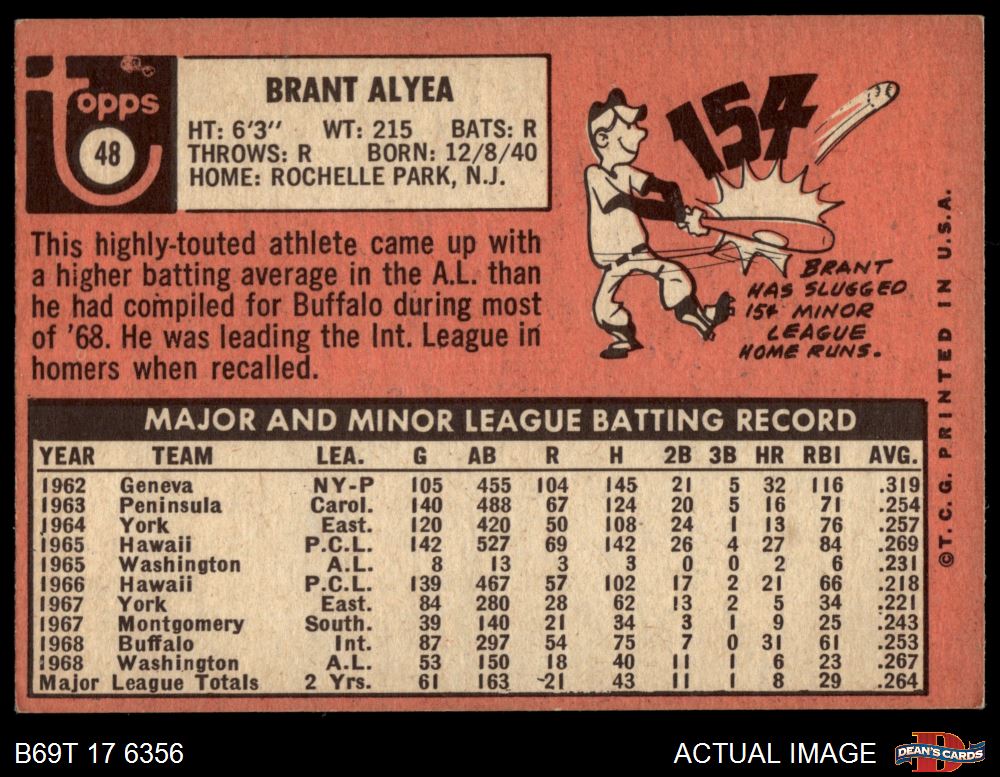 Topps
48
BRANT ALYEA
HT: 6'3" WT: 215 BATS: R
THROWS: R BORN: 12/8/40
HOME: ROCHELLE PARK, N.J.
This highly-touted athlete came up with
a higher batting average in the A.L. than
he had compiled for Buffalo during most
of '68. He was leading the Int. League in
homers when recalled.
154
BRANT
HAS SLUGGED
154 MINOR
LEAGUE
HOME RUNS.
©T.C.G. PRINTED IN U.S.A.
MAJOR AND MINOR LEAGUE BATTING RECORD
YEAR TEAM LEA. G AB R H 2B 3B HR RBI AVG.
1962 Geneva NY-P 105 455 104 145 21 5 32 116 .319
1963 Peninsula Carol. 140 488 67 124 20 5 16 71 .254
1964 York East. 120 420 50 108 24 1 13 76 .257
1965 Hawaii P.C.L. 142 527 69 142 26 4 27 84 .269
1965 Washington A.L. 8 13 3 3 0 0 2 6 .231
1966 Hawaii P.C.L. 139 467 57 102 17 2 21 66 .218
1967 York East. 84 280 28 62 13 2 5 34 .221
1967 Montgomery South. 39 140 21 34 3 1 9 25 .243
1968 Buffalo Int. 87 297 54 75 7 0 31 61 .253
1968 Washington A.L. 53 150 18 40 11 1 6 23 .267
Major League Totals 2 Yrs. 61 163 21 43 11 1 8 29 .264
B69T 17 6356
ACTUAL IMAGE
DEAN'S CARDS